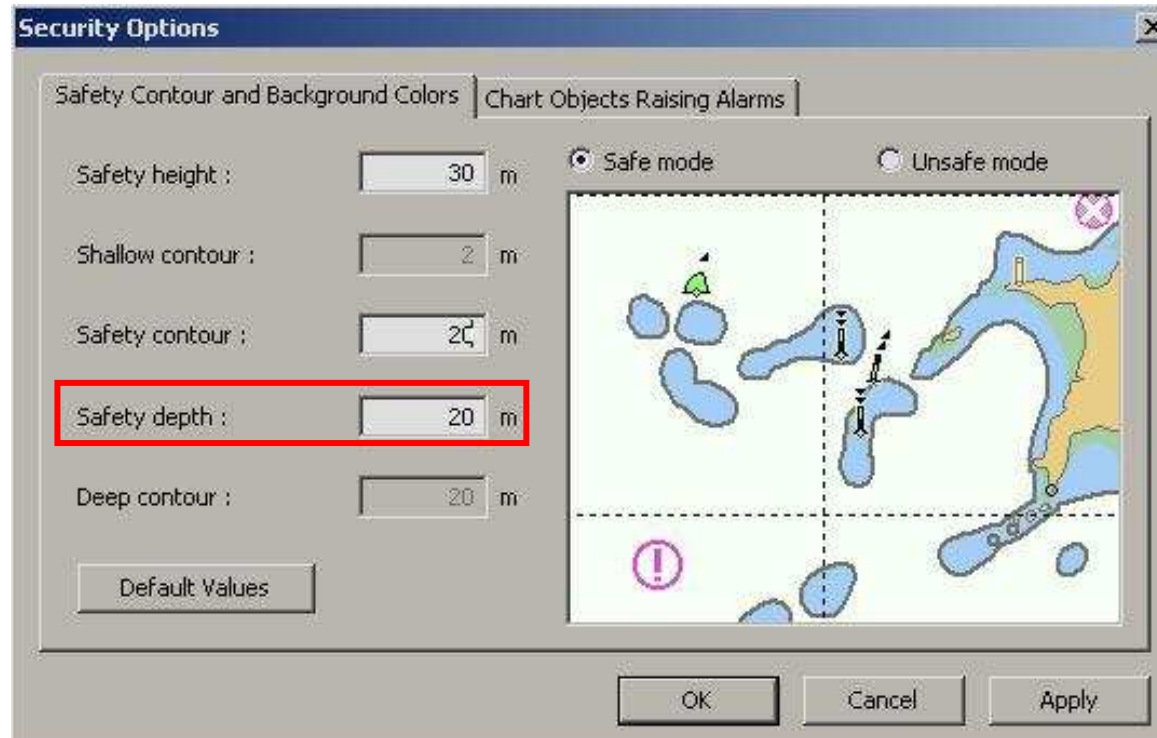 Security Options
Safety Contour and Background Colors Chart Objects Raising Alarms
Safety height : 30 m
Safe mode Unsafe mode
Shallow contour : 2 m
Safety contour : 20 m
Safety depth : 20 m
Deep contour : 20 m
Default Values
OK Cancel Apply